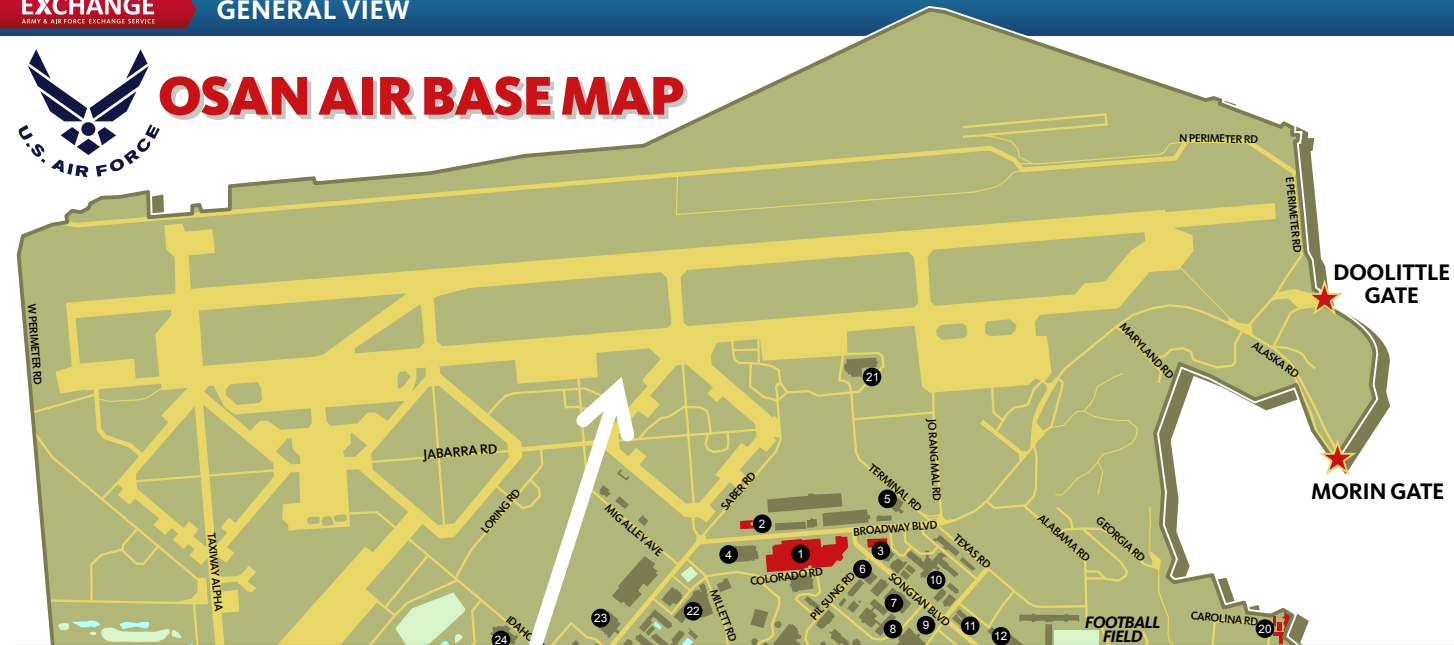 EXCHANGE
ARMY & AIR FORCE EXCHANGE SERVICE
GENERAL VIEW
U.S. AIR FORCE
OSAN AIR BASE MAP
N PERIMETER RD
E PERIMETER RD
DOOLITTLE
GATE
W PERIMETER RD
MARYLAND RD
ALASKA RD
21
JABARRA RD
JO RANG MAL RD
MORIN GATE
SABER RD
TERMINAL RD
5
LORING RD
MIG ALLEY AVE
2
BROADWAY BLVD
ALABAMA RD
GEORGIA RD
TAXIWAY ALPHA
4
1
3
TEXAS RD
COLORADO RD
6
PIL SUNG RD
SONGTAN BLVD
10
MILLETT RD
7
22
23
IDAHO
24
8
9
11
12
FOOTBALL
FIELD
CAROLINA RD
20